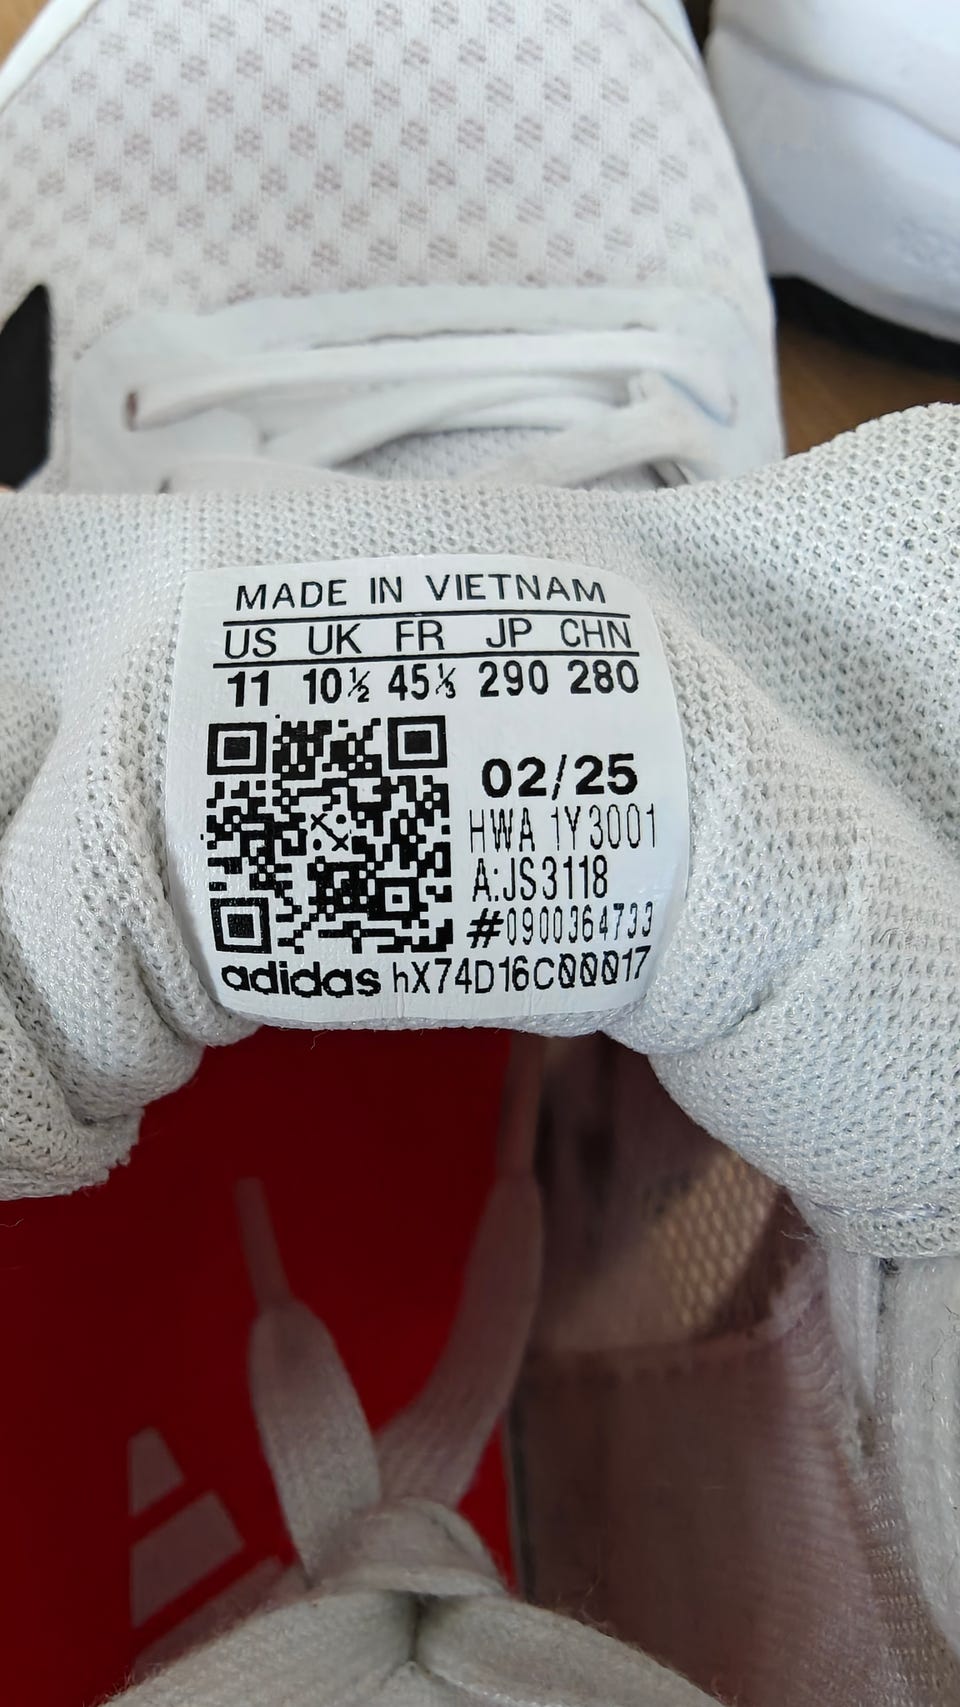 MADE IN VIETNAM
US UK FR JP CHN
11 10½ 45⅓ 290 280
02/25
HWA 1Y3001
A:JS3118
#0900364733
adidas hX74D16C00017